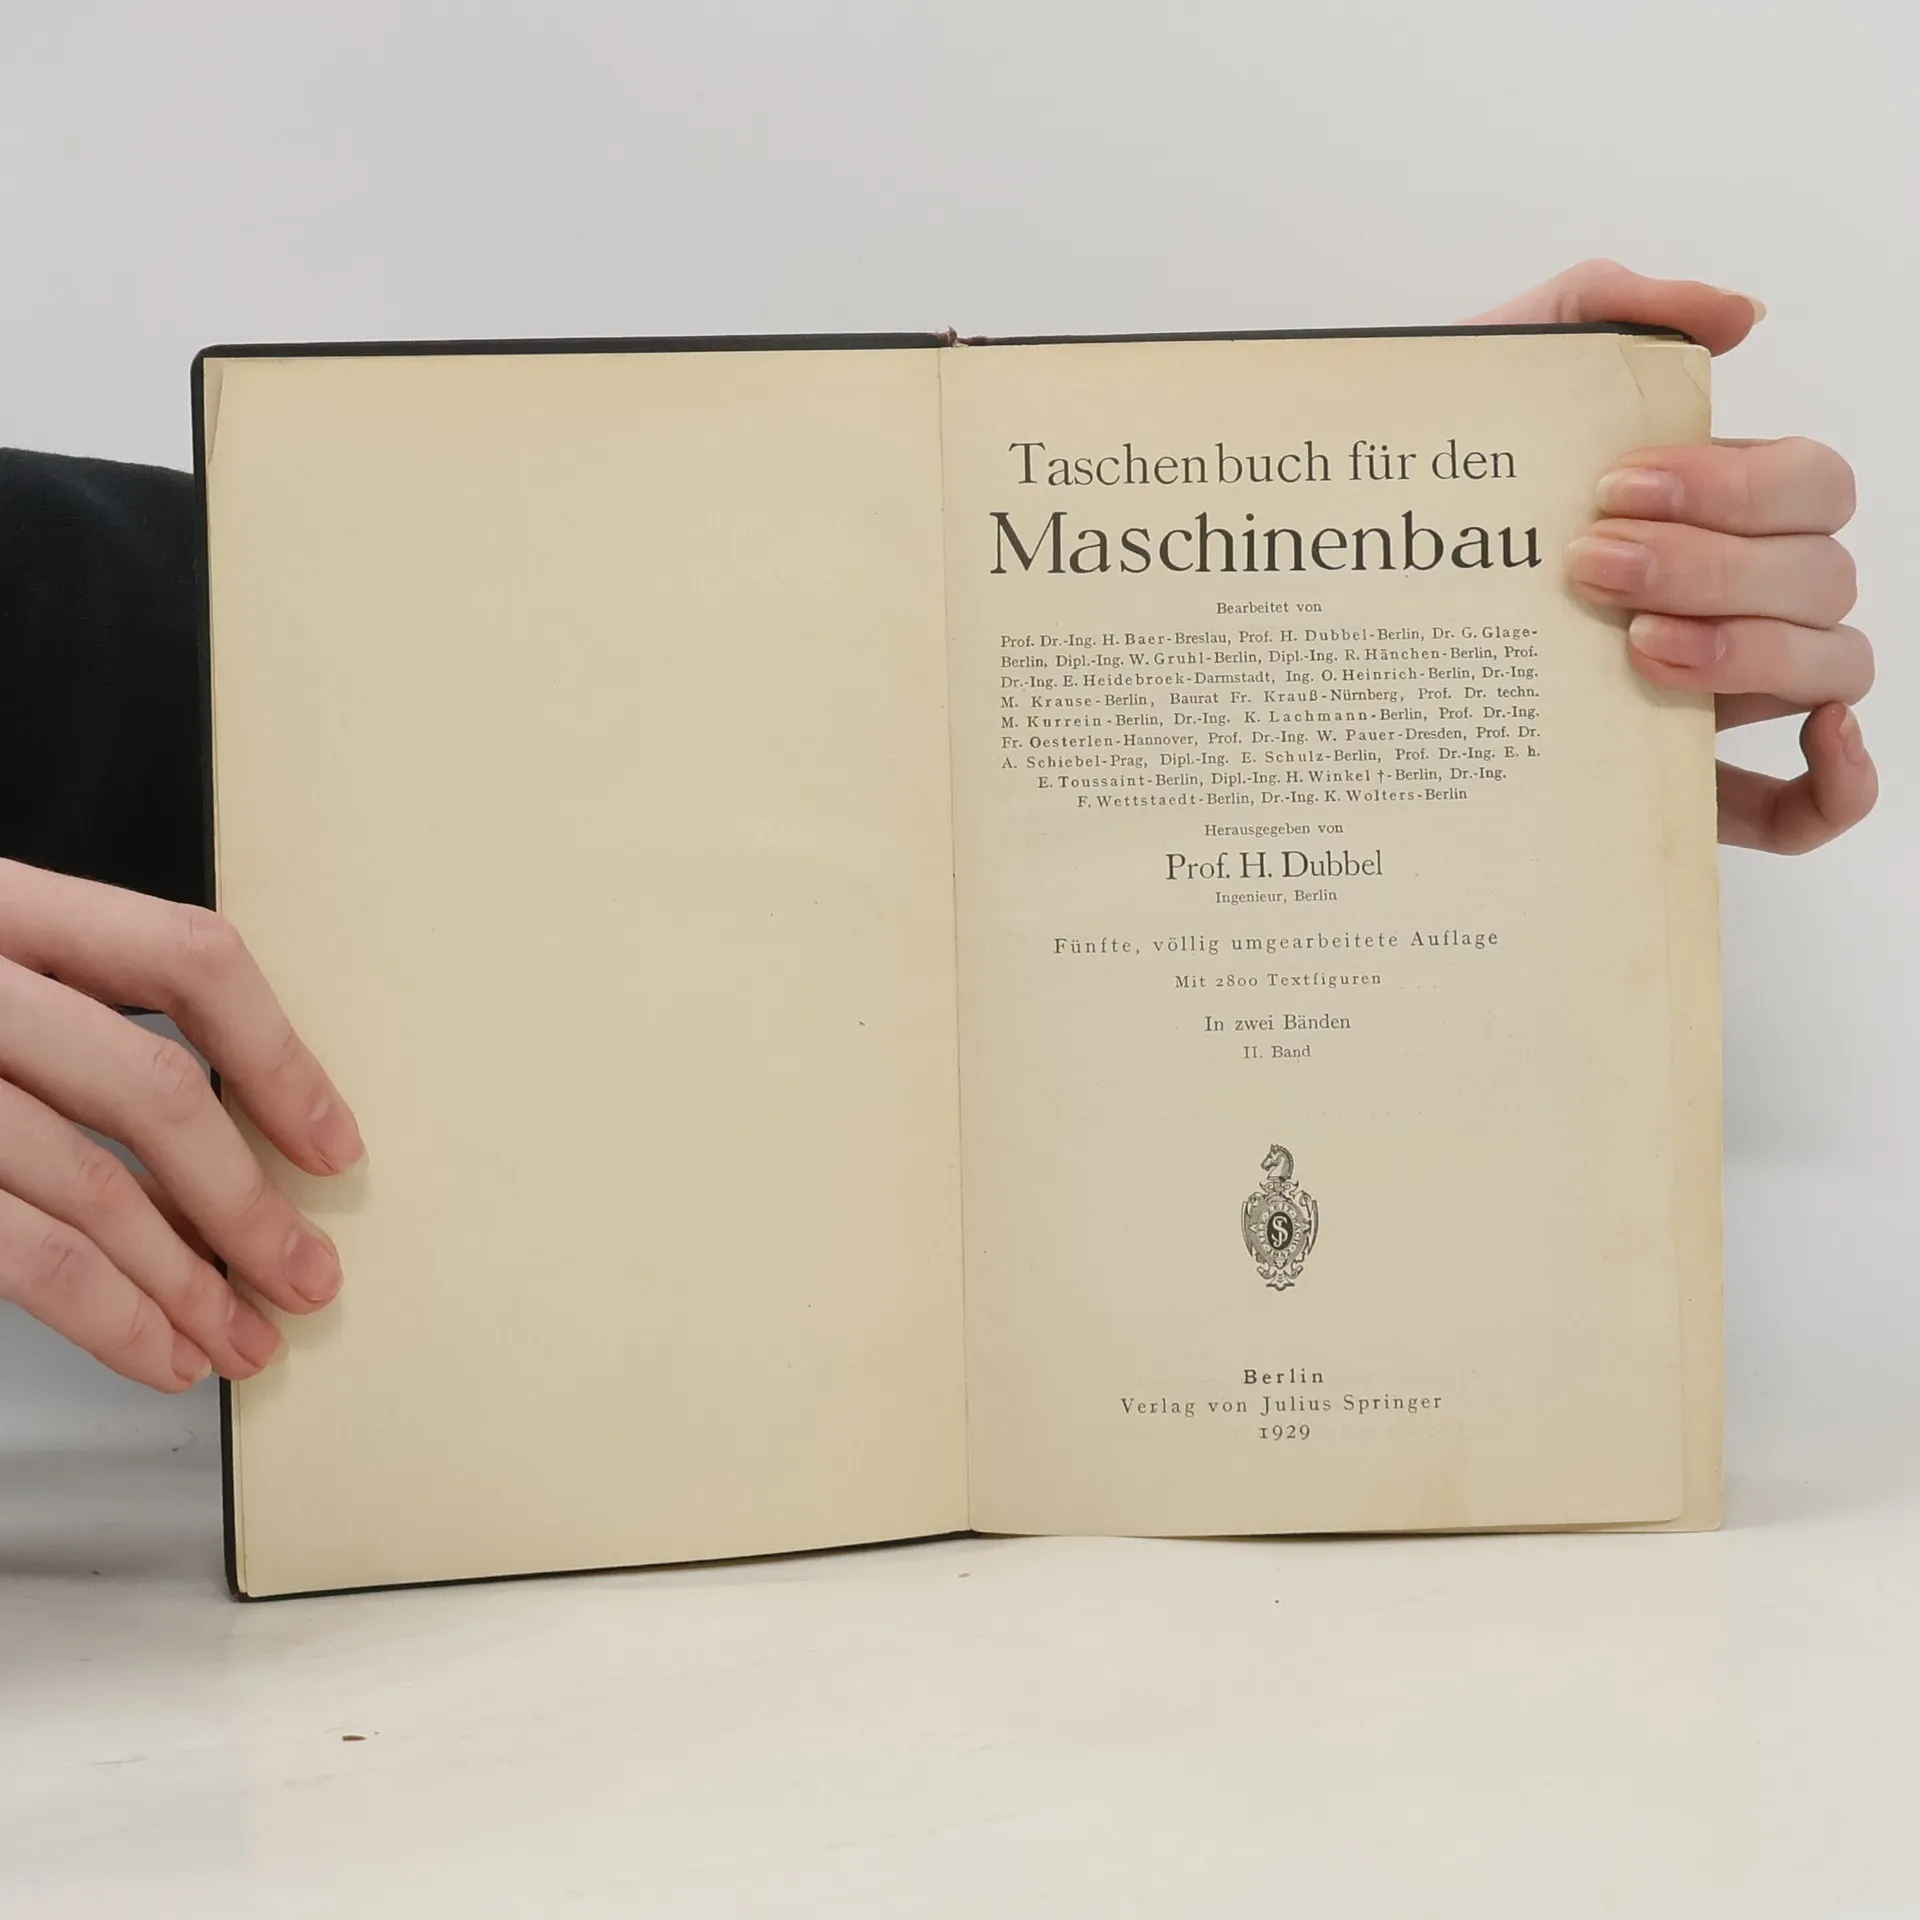 Taschenbuch für den
Maschinenbau
Bearbeitet von
Prof. Dr.-Ing. H. Baer-Breslau, Prof. H. Dubbel-Berlin, Dr. G. Glage-
Berlin, Dipl.-Ing. W. Gruhl-Berlin, Dipl.-Ing. R. Hänchen-Berlin, Prof.
Dr.-Ing. E. Heidebroek-Darmstadt, Ing. O. Heinrich-Berlin, Dr.-Ing.
M. Krause-Berlin, Baurat Fr. Krauß-Nürnberg, Prof. Dr. techn.
M. Kurrein-Berlin, Dr.-Ing. K. Lachmann-Berlin, Prof. Dr.-Ing.
Fr. Oesterlen-Hannover, Prof. Dr.-Ing. W. Pauer-Dresden, Prof. Dr.
A. Schiebel-Prag, Dipl.-Ing. E. Schulz-Berlin, Prof. Dr.-Ing. E. h.
E. Toussaint-Berlin, Dipl.-Ing. H. Winkel †-Berlin, Dr.-Ing.
F. Wettstaedt-Berlin, Dr.-Ing. K. Wolters-Berlin
Herausgegeben von
Prof. H. Dubbel
Ingenieur, Berlin
Fünfte, völlig umgearbeitete Auflage
Mit 2800 Textfiguren
In zwei Bänden
II. Band
Berlin
Verlag von Julius Springer
1929